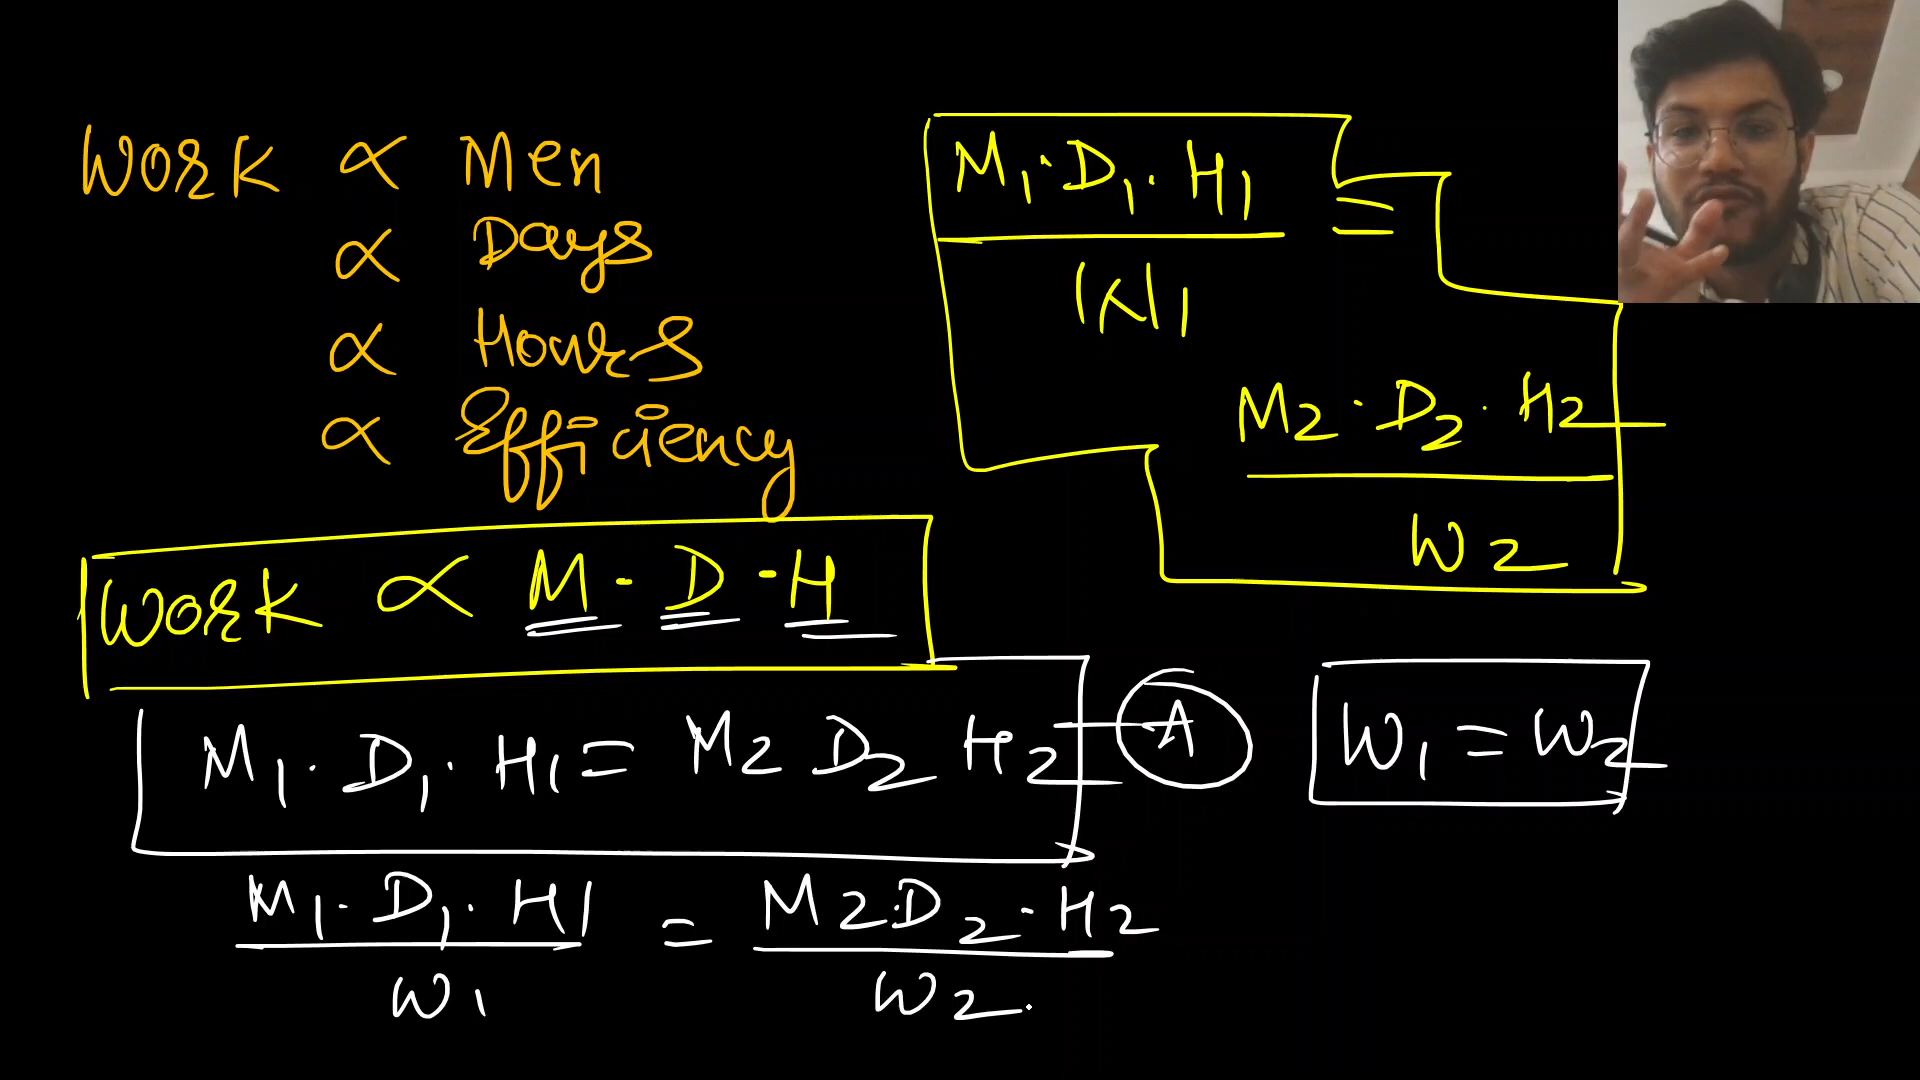 Work ∝ Men
∝ Days
∝ Hours
∝ Efficiency
Work ∝ M · D · H
M1 · D1 · H1 =
W1
M2 · D2 · H2
W2
M1 · D1 · H1 = M2 D2 H2 A
W1 = W2
M1 · D1 · H1 = M2 · D2 · H2
W1 W2.